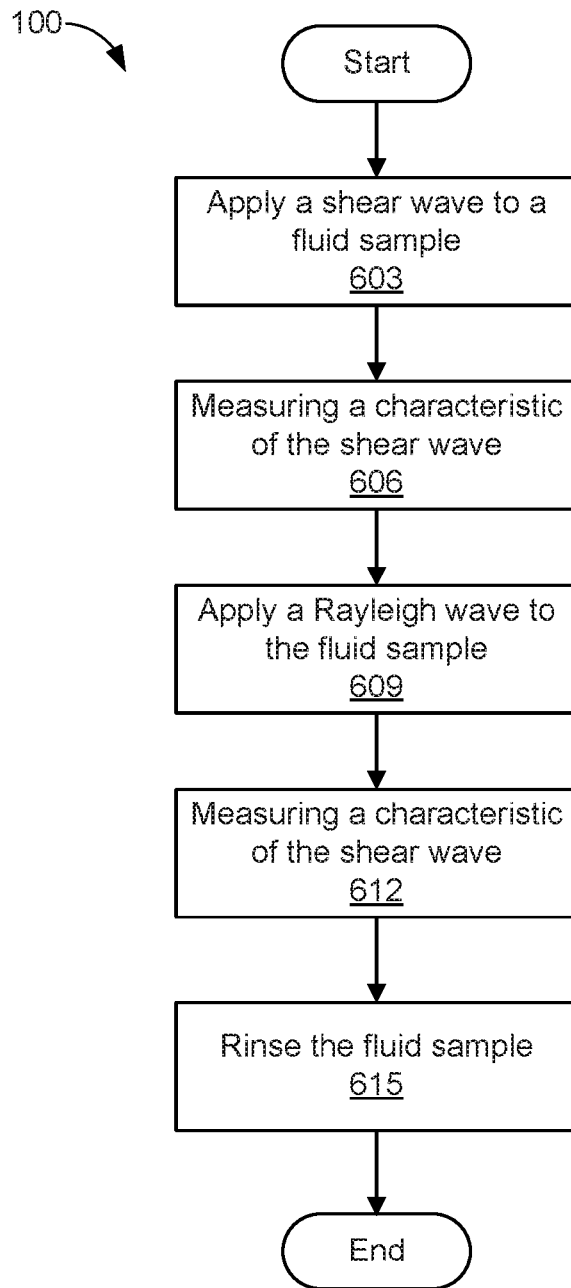 100
Start
Apply a shear wave to a
fluid sample
603
Measuring a characteristic
of the shear wave
606
Apply a Rayleigh wave to
the fluid sample
609
Measuring a characteristic
of the shear wave
612
Rinse the fluid sample
615
End